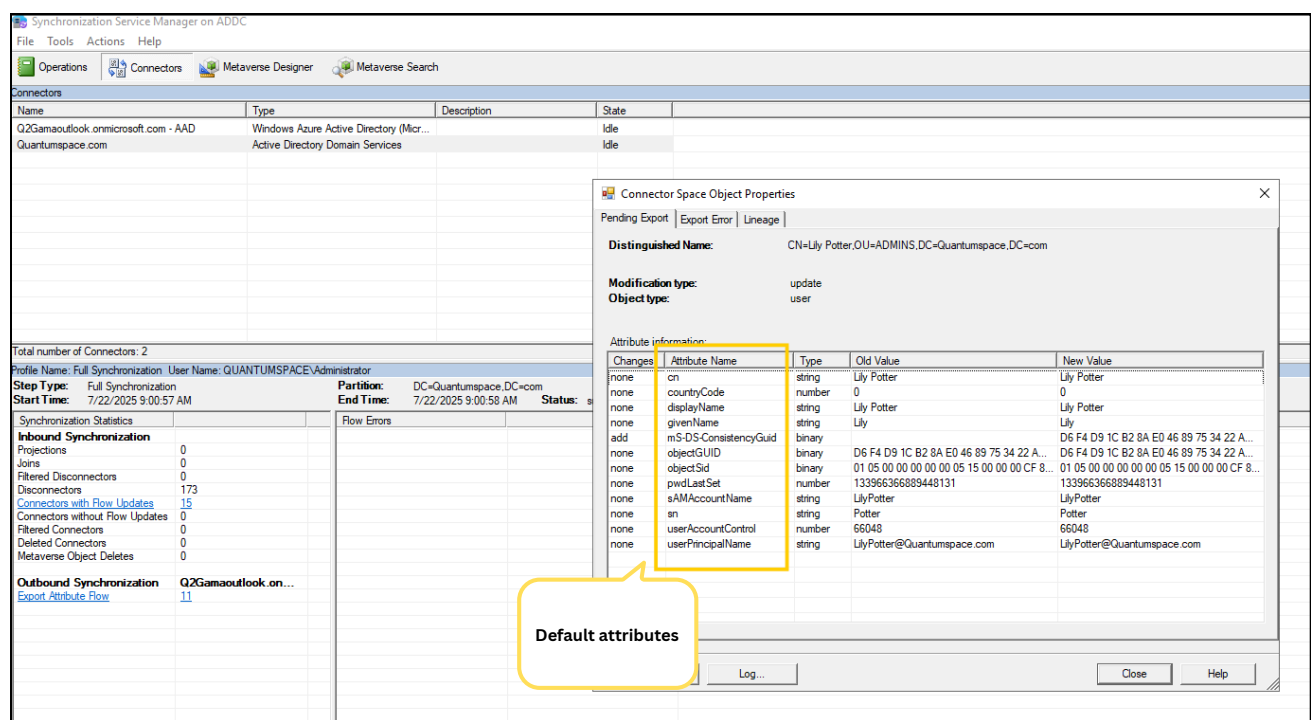 Synchronization Service Manager on ADDC
File Tools Actions Help
Operations Connectors Metaverse Designer Metaverse Search
Connectors
Name Type Description State
Q2Gamaoutlook.onmicrosoft.com - AAD Windows Azure Active Directory (Micr... Idle
Quantumspace.com Active Directory Domain Services Idle
Total number of Connectors: 2
Profile Name: Full Synchronization User Name: QUANTUMSPACE\Administrator
Step Type: Full Synchronization Partition: DC=Quantumspace,DC=com
Start Time: 7/22/2025 9:00:57 AM End Time: 7/22/2025 9:00:58 AM Status:
Synchronization Statistics Flow Errors
Inbound Synchronization
Projections 0
Joins 0
Filtered Disconnectors 0
Disconnectors 173
Connectors with Flow Updates 15
Connectors without Flow Updates 0
Filtered Connectors 0
Deleted Connectors 0
Metaverse Object Deletes 0
Outbound Synchronization Q2Gamaoutlook.on...
Export Attribute Flow 11
Connector Space Object Properties
Pending Export Export Error Lineage
Distinguished Name: CN=Lily Potter,OU=ADMINS,DC=Quantumspace,DC=com
Modification type: update
Object type: user
Attribute information:
Changes Attribute Name Type Old Value New Value
none cn string Lily Potter Lily Potter
none countryCode number 0 0
none displayName string Lily Potter Lily Potter
none givenName string Lily Lily
add mS-DS-ConsistencyGuid binary D6 F4 D9 1C B2 8A E0 46 89 75 34 22 A...
none objectGUID binary D6 F4 D9 1C B2 8A E0 46 89 75 34 22 A... D6 F4 D9 1C B2 8A E0 46 89 75 34 22 A...
none objectSid binary 01 05 00 00 00 00 00 05 15 00 00 00 CF 8... 01 05 00 00 00 00 00 05 15 00 00 00 CF 8...
none pwdLastSet number 133966366889448131 133966366889448131
none sAMAccountName string LilyPotter LilyPotter
none sn string Potter Potter
none userAccountControl number 66048 66048
none userPrincipalName string LilyPotter@Quantumspace.com LilyPotter@Quantumspace.com
Default attributes
Log... Close Help